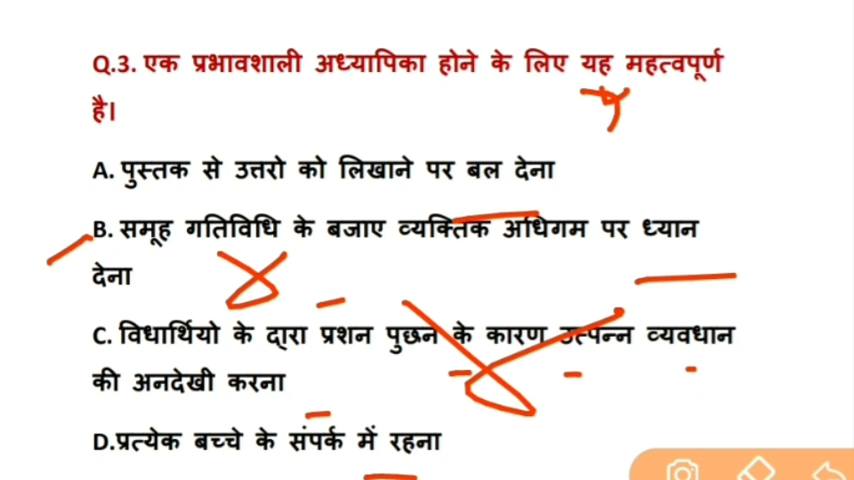 Q.3. एक प्रभावशाली अध्यापिका होने के लिए यह महत्वपूर्ण
है।
A. पुस्तक से उत्तरो को लिखाने पर बल देना
B. समूह गतिविधि के बजाए व्यक्तिक अधिगम पर ध्यान
देना
C. विधार्थियो के दा्रा प्रशन पुछने के कारण उत्पन्न व्यवधान
की अनदेखी करना
D.प्रत्येक बच्चे के संपर्क में रहना